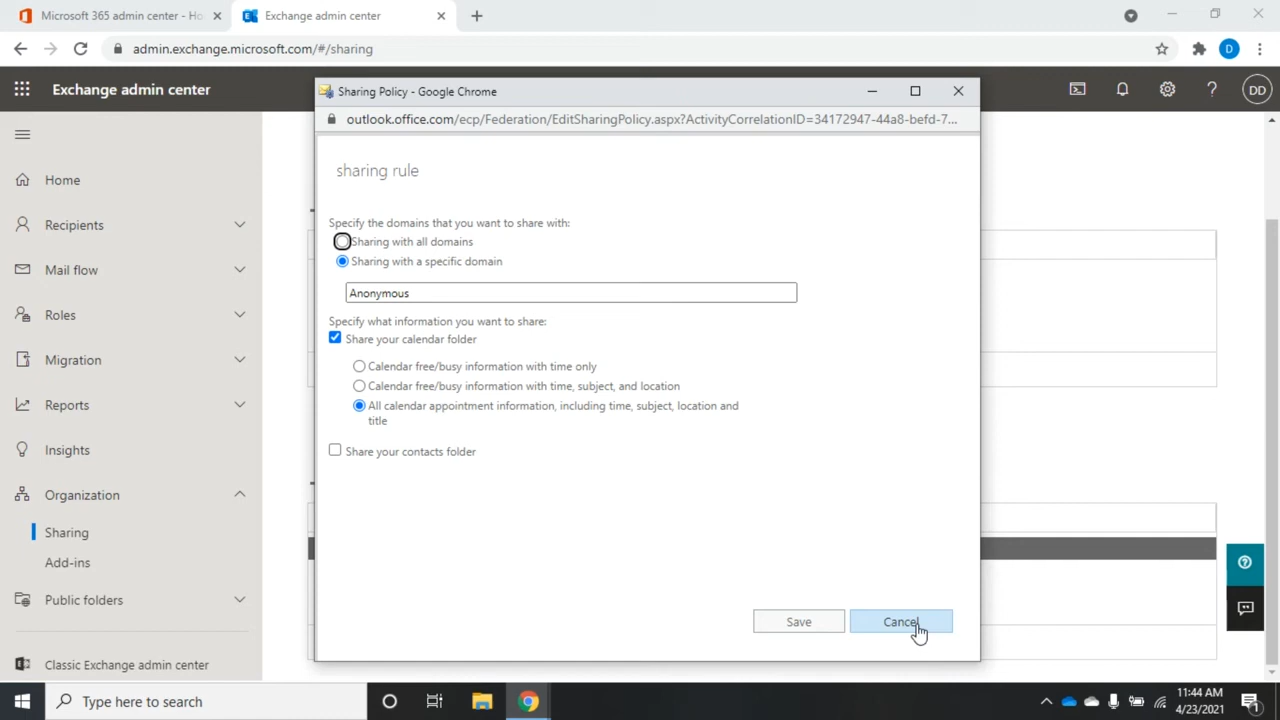 Microsoft 365 admin center - Ho
Exchange admin center
admin.exchange.microsoft.com/#/sharing
D
Exchange admin center
DD
Sharing Policy - Google Chrome
outlook.office.com/ecp/Federation/EditSharingPolicy.aspx?ActivityCorrelationID=34172947-44a8-befd-7...
sharing rule
Specify the domains that you want to share with:
Sharing with all domains
Sharing with a specific domain
Anonymous
Specify what information you want to share:
Share your calendar folder
Calendar free/busy information with time only
Calendar free/busy information with time, subject, and location
All calendar appointment information, including time, subject, location and
title
Share your contacts folder
Save
Cancel
Home
Recipients
Mail flow
Roles
Migration
Reports
Insights
Organization
Sharing
Add-ins
Public folders
Classic Exchange admin center
Type here to search
11:44 AM
4/23/2021
1